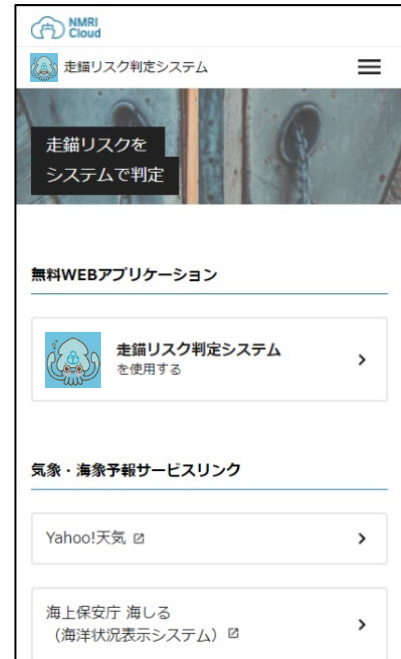 NMRI
Cloud
走錨リスク判定システム
走錨リスクを
システムで判定
無料WEBアプリケーション
走錨リスク判定システム
を使用する
気象・海象予報サービスリンク
Yahoo!天気
海上保安庁 海しる
（海洋状況表示システム）